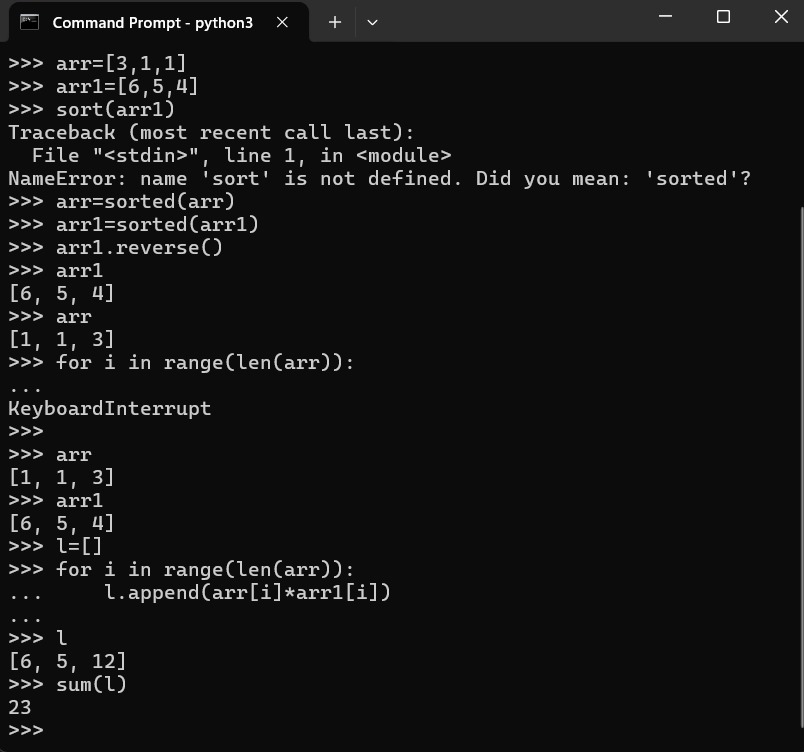 Command Prompt - python3
>>> arr=[3,1,1]
>>> arr1=[6,5,4]
>>> sort(arr1)
Traceback (most recent call last):
  File "<stdin>", line 1, in <module>
NameError: name 'sort' is not defined. Did you mean: 'sorted'?
>>> arr=sorted(arr)
>>> arr1=sorted(arr1)
>>> arr1.reverse()
>>> arr1
[6, 5, 4]
>>> arr
[1, 1, 3]
>>> for i in range(len(arr)):
...
KeyboardInterrupt
>>>
>>> arr
[1, 1, 3]
>>> arr1
[6, 5, 4]
>>> l=[]
>>> for i in range(len(arr)):
...     l.append(arr[i]*arr1[i])
...
>>> l
[6, 5, 12]
>>> sum(l)
23
>>>